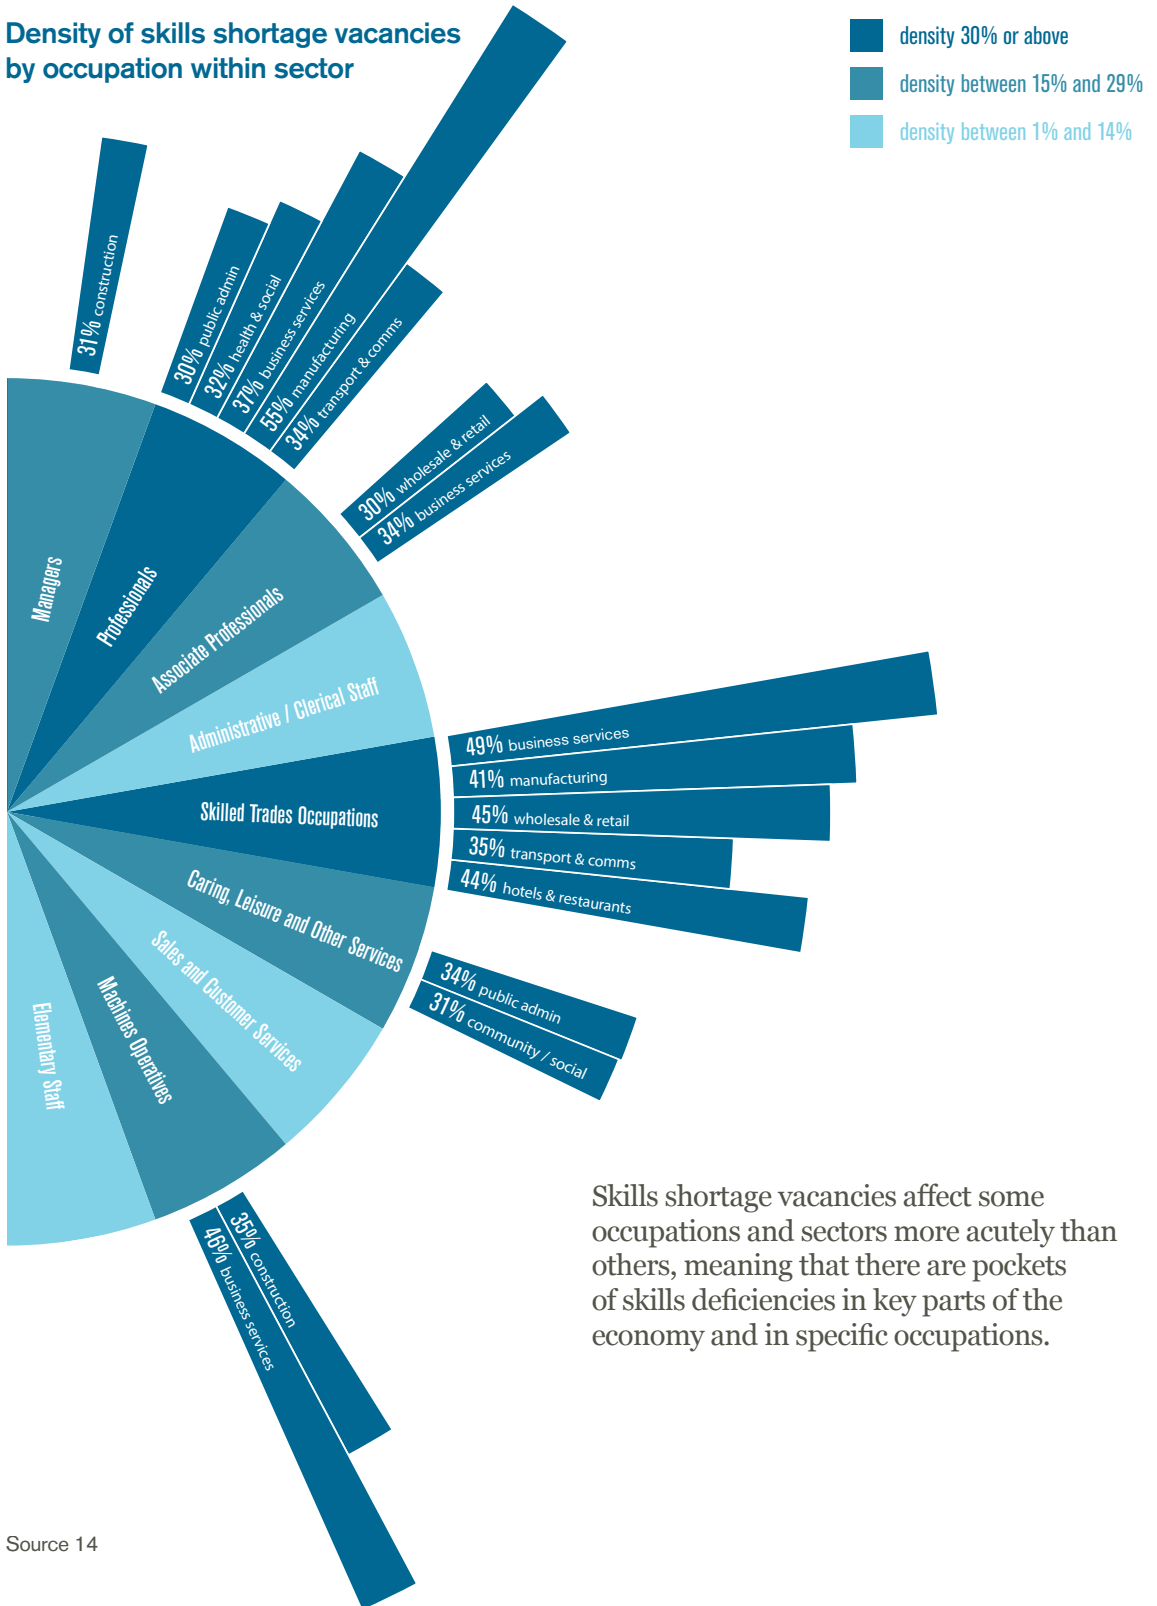 Density of skills shortage vacancies
by occupation within sector
density 30% or above
density between 15% and 29%
density between 1% and 14%
31% construction
30% public admin
32% health & social
37% business services
55% manufacturing
34% transport & comms
30% wholesale & retail
34% business services
49% business services
41% manufacturing
45% wholesale & retail
35% transport & comms
44% hotels & restaurants
34% public admin
31% community / social
35% construction
46% business services
Managers
Professionals
Associate Professionals
Administrative / Clerical Staff
Skilled Trades Occupations
Caring, Leisure and Other Services
Sales and Customer Services
Machines Operatives
Elementary Staff
Skills shortage vacancies affect some
occupations and sectors more acutely than
others, meaning that there are pockets
of skills deficiencies in key parts of the
economy and in specific occupations.
Source 14